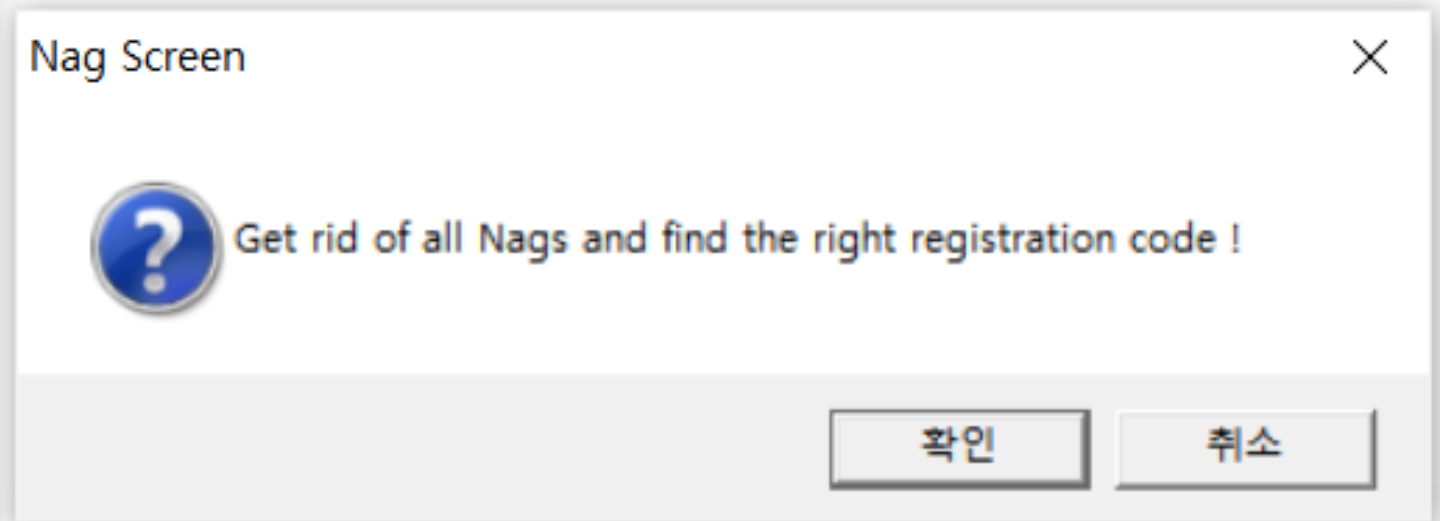 Nag Screen
Get rid of all Nags and find the right registration code !
확인 취소